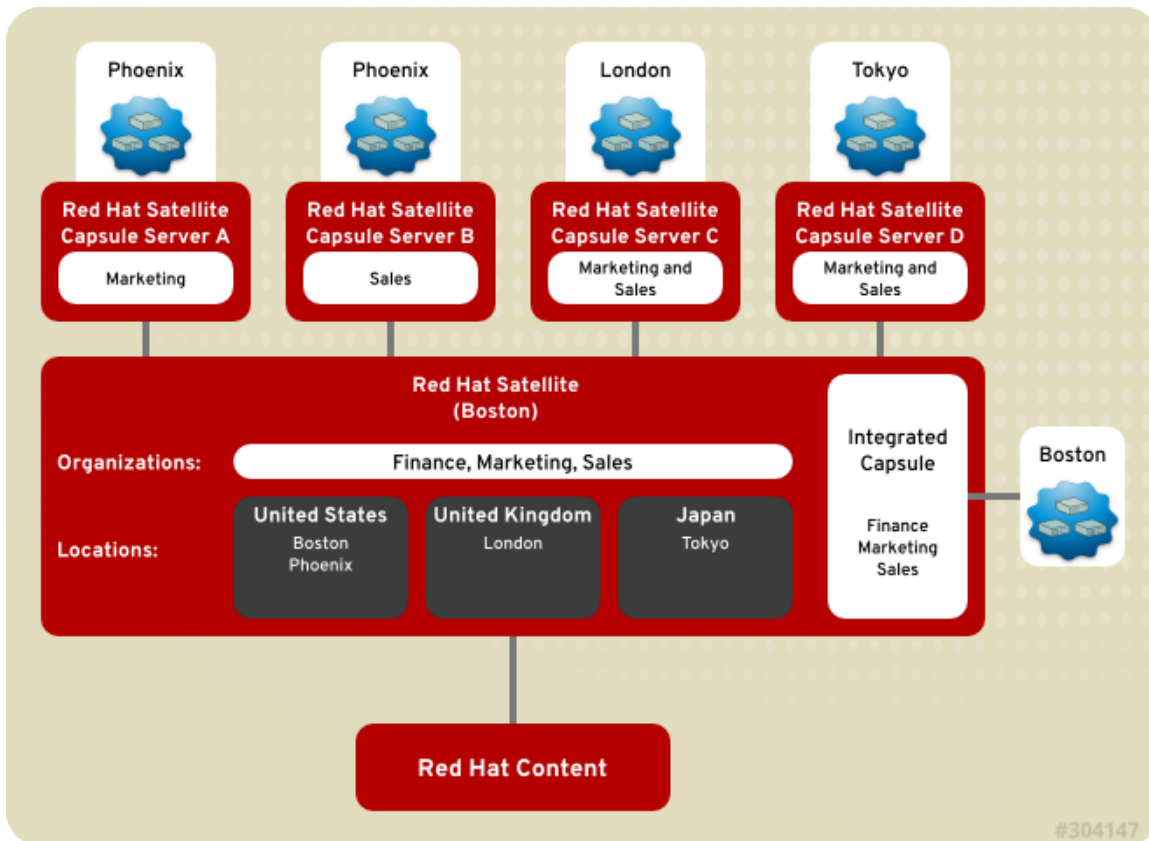 Phoenix
Phoenix
London
Tokyo
Red Hat Satellite
Capsule Server A
Marketing
Red Hat Satellite
Capsule Server B
Sales
Red Hat Satellite
Capsule Server C
Marketing and
Sales
Red Hat Satellite
Capsule Server D
Marketing and
Sales
Red Hat Satellite
(Boston)
Organizations:
Finance, Marketing, Sales
Locations:
United States
Boston
Phoenix
United Kingdom
London
Japan
Tokyo
Integrated
Capsule
Finance
Marketing
Sales
Boston
Red Hat Content
#304147